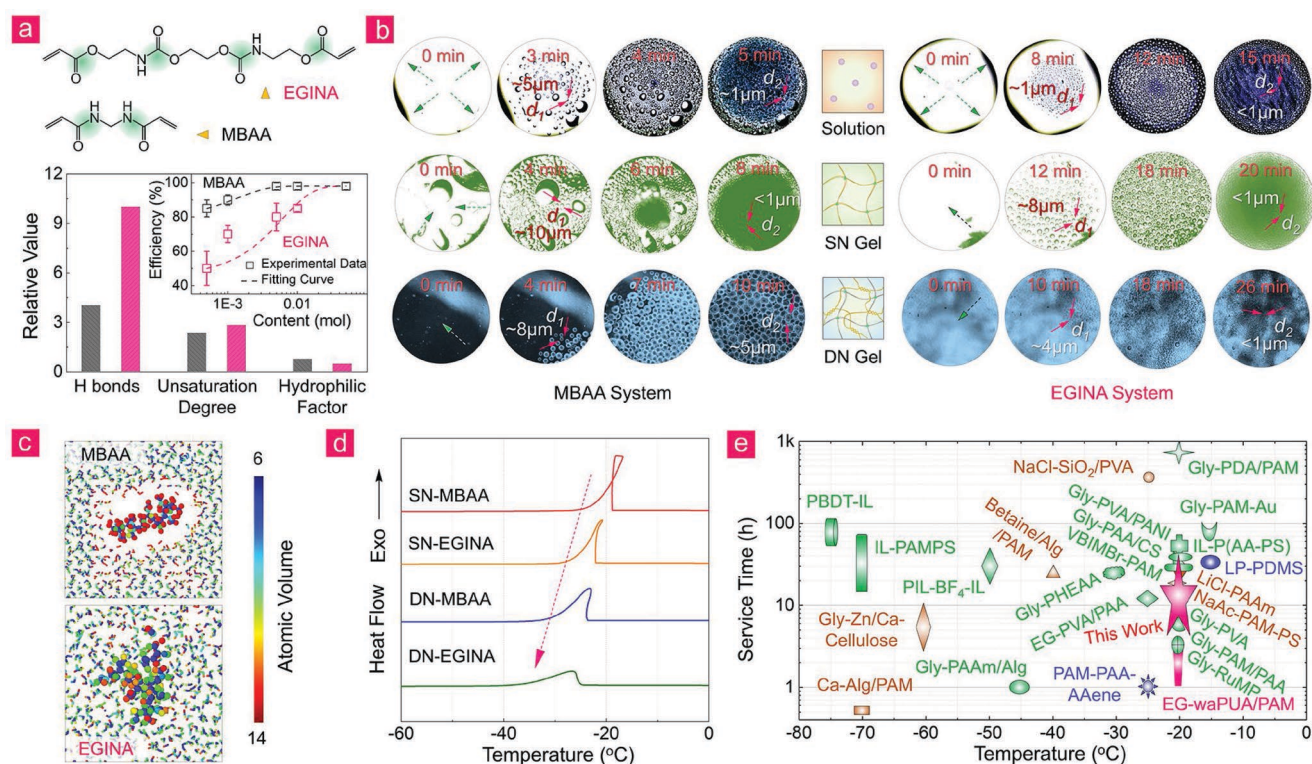 a
O
O
N
H
O
O
O
O
H
N
O
O
O
EGINA
O
H
N
H
N
O
MBAA
12
9
6
3
0
Relative Value
100
80
60
40
Efficiency (%)
MBAA
EGINA
Experimental Data
Fitting Curve
1E-3
0.01
Content (mol)
H bonds
Unsaturation
Degree
Hydrophilic
Factor
b
0 min
3 min
~5μm
d1
4 min
5 min
d2
~1μm
Solution
0 min
8 min
~1μm
d1
12 min
15 min
d2
<1μm
0 min
4 min
d1
~10μm
6 min
8 min
<1μm
d2
SN Gel
0 min
12 min
~8μm
d1
18 min
20 min
<1μm
d2
0 min
4 min
d1
~8μm
7 min
10 min
d2
~5μm
DN Gel
0 min
10 min
d1
~4μm
26 min
d2
<1μm
MBAA System
EGINA System
c
MBAA
EGINA
6
Atomic Volume
14
d
Heat Flow
Exo
SN-MBAA
SN-EGINA
DN-MBAA
DN-EGINA
-60
-40
-20
0
Temperature (°C)
e
Service Time (h)
1k
100
10
1
NaCl-SiO2/PVA
Gly-PDA/PAM
PBDT-IL
Gly-PVA/PANI
Gly-PAM-Au
Betaine/Alg
/PAM
Gly-PAA/CS
VBIMBr-PAM
IL-P(AA-PS)
IL-PAMPS
LP-PDMS
PIL-BF4-IL
Gly-PHEAA
LiCl-PAAm
NaAc-PAM-PS
Gly-Zn/Ca-
Cellulose
EG-PVA/PAA
This Work
Gly-PVA
Gly-PAM/PAA
Gly-RuMP
Gly-PAAm/Alg
PAM-PAA-
AAene
Ca-Alg/PAM
EG-waPUA/PAM
-80
-70
-60
-50
-40
-30
-20
-10
0
Temperature (°C)